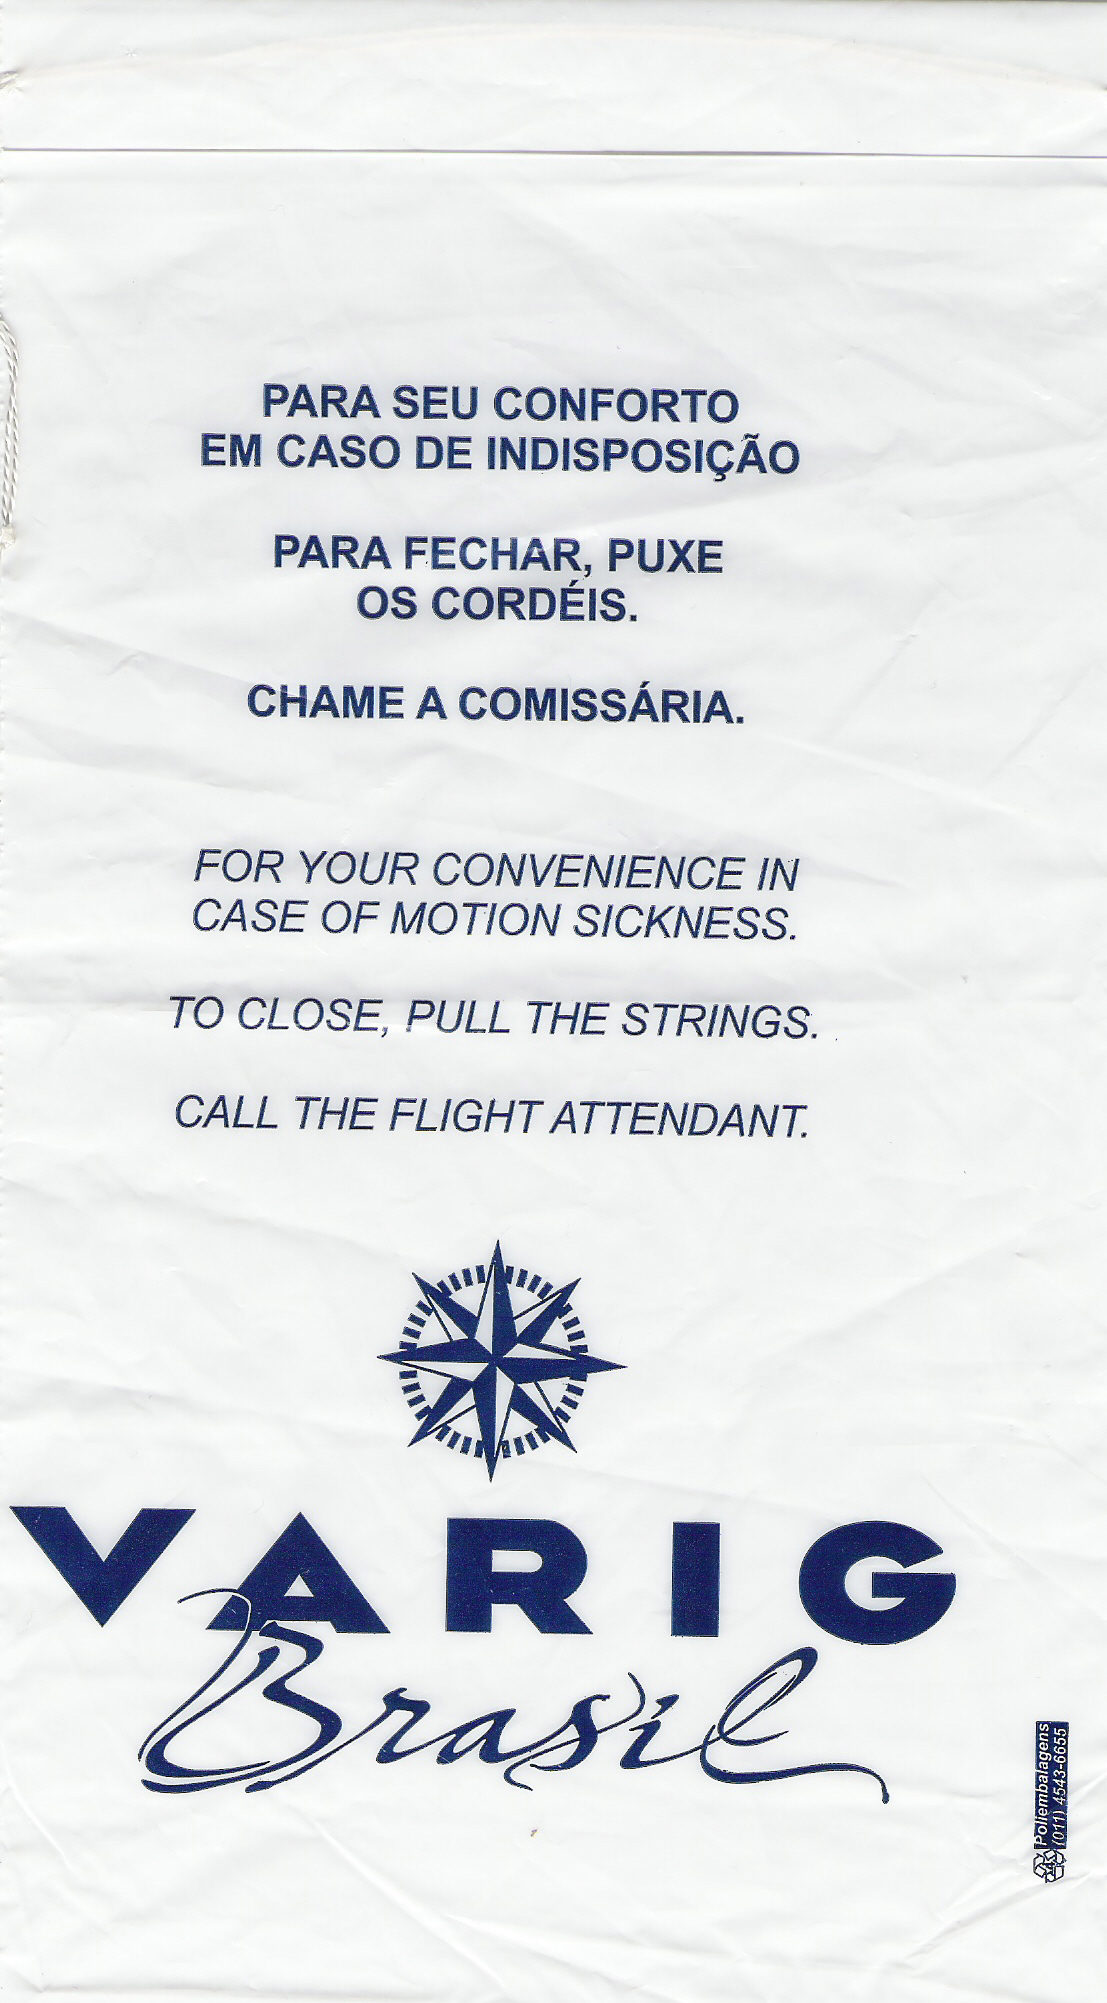 PARA SEU CONFORTO
EM CASO DE INDISPOSIÇÃO
PARA FECHAR, PUXE
OS CORDÉIS.
CHAME A COMISSÁRIA.
FOR YOUR CONVENIENCE IN
CASE OF MOTION SICKNESS.
TO CLOSE, PULL THE STRINGS.
CALL THE FLIGHT ATTENDANT.
VARIG
Brasil
Poliembalagens
(011) 4543-6655